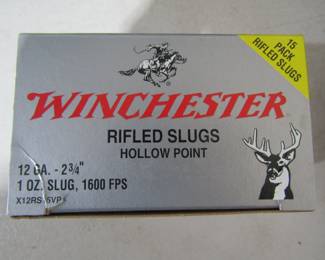 15
PACK
RIFLED SLUGS
WINCHESTER
RIFLED SLUGS
HOLLOW POINT
12 GA. - 2¾"
1 OZ. SLUG, 1600 FPS